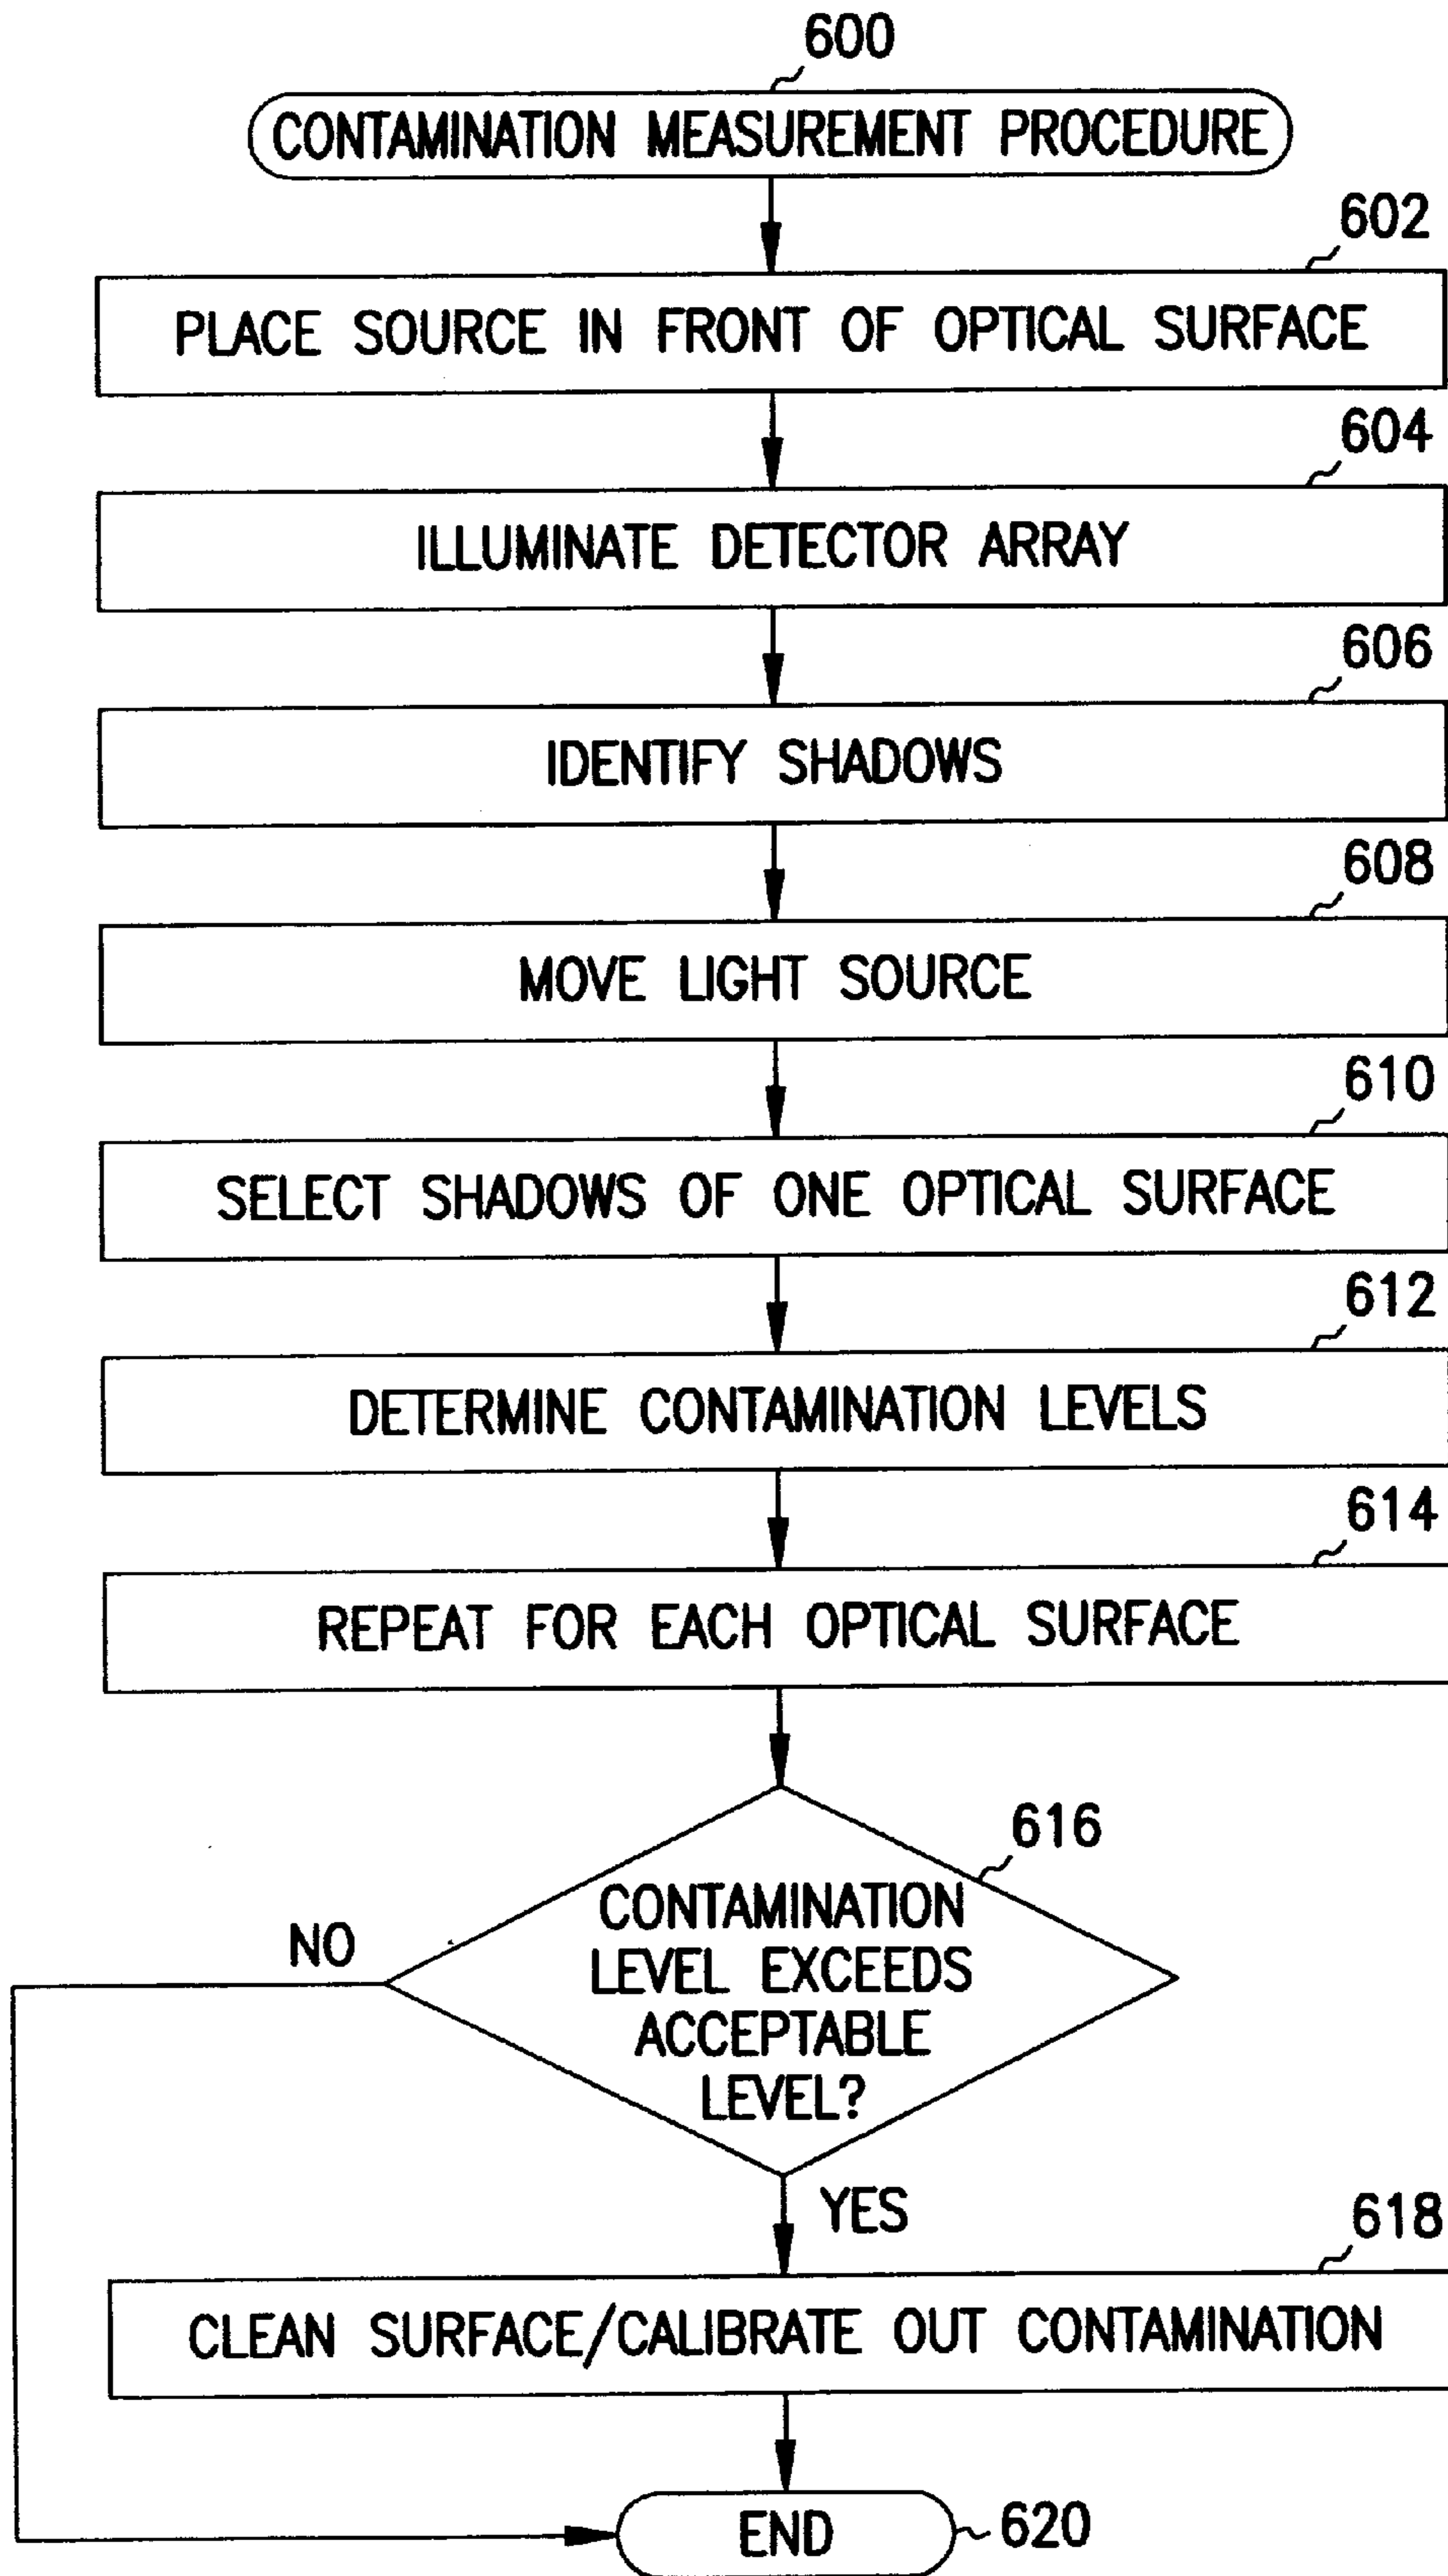 600
CONTAMINATION MEASUREMENT PROCEDURE
602
PLACE SOURCE IN FRONT OF OPTICAL SURFACE
604
ILLUMINATE DETECTOR ARRAY
606
IDENTIFY SHADOWS
608
MOVE LIGHT SOURCE
610
SELECT SHADOWS OF ONE OPTICAL SURFACE
612
DETERMINE CONTAMINATION LEVELS
614
REPEAT FOR EACH OPTICAL SURFACE
616
CONTAMINATION
LEVEL EXCEEDS
ACCEPTABLE
LEVEL?
NO
YES
618
CLEAN SURFACE/CALIBRATE OUT CONTAMINATION
END
620